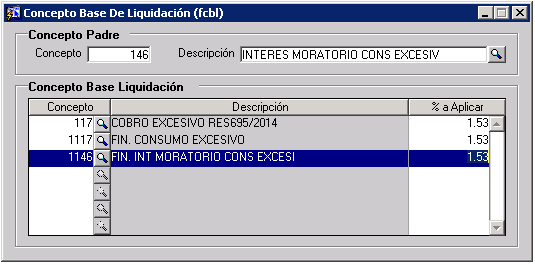 Concepto Base De Liquidación (fcbl)
Concepto Padre
Concepto 146 Descripción INTERES MORATORIO CONS EXCESIV
Concepto Base Liquidación
Concepto Descripción % a Aplicar
117 COBRO EXCESIVO RES695/2014 1.53
1117 FIN. CONSUMO EXCESIVO 1.53
1146 FIN. INT MORATORIO CONS EXCESI 1.53